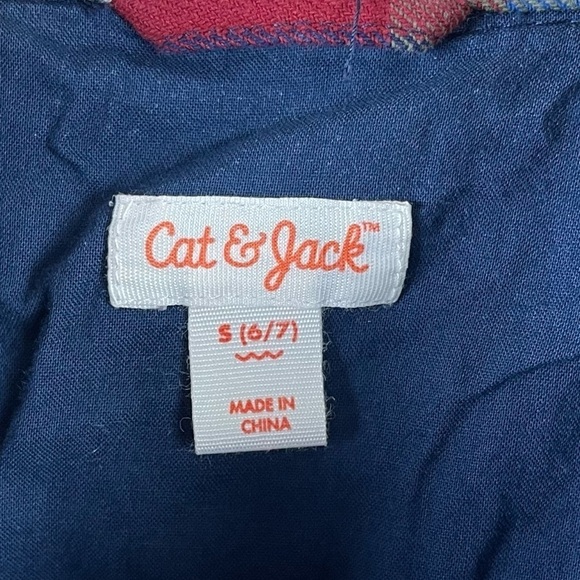 Cat & Jack™
S (6/7)
MADE IN
CHINA